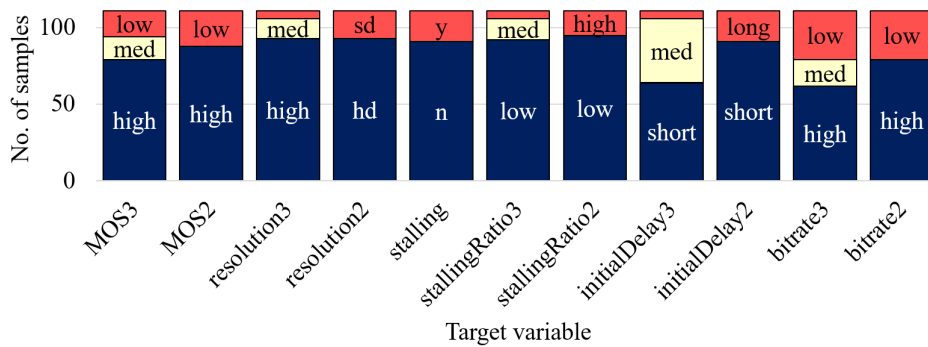 No. of samples
100
50
0
low
med
high
low
high
med
high
sd
hd
y
n
med
low
high
low
med
short
long
short
low
med
high
low
high
MOS3
MOS2
resolution3
resolution2
stalling
stallingRatio3
stallingRatio2
initialDelay3
initialDelay2
bitrate3
bitrate2
Target variable